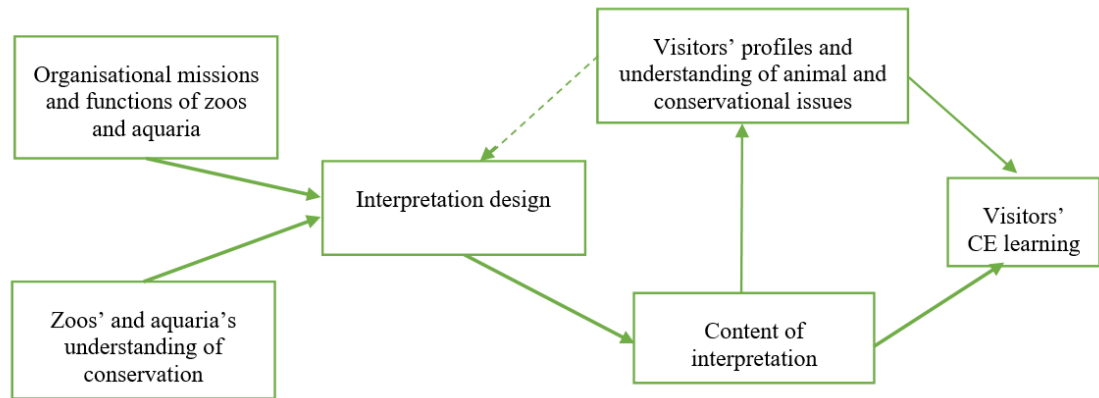 Organisational missions
and functions of zoos
and aquaria
Visitors’ profiles and
understanding of animal and
conservational issues
Interpretation design
Visitors’
CE learning
Zoos’ and aquaria’s
understanding of
conservation
Content of
interpretation